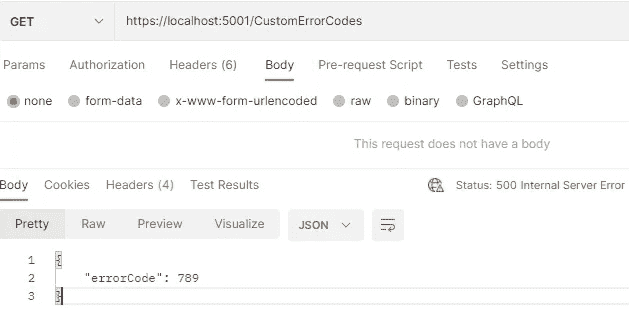 GET https://localhost:5001/CustomErrorCodes
Params Authorization Headers (6) Body Pre-request Script Tests Settings
none form-data x-www-form-urlencoded raw binary GraphQL
This request does not have a body
Body Cookies Headers (4) Test Results Status: 500 Internal Server Error
Pretty Raw Preview Visualize JSON
1 {
2 "errorCode": 789
3 }